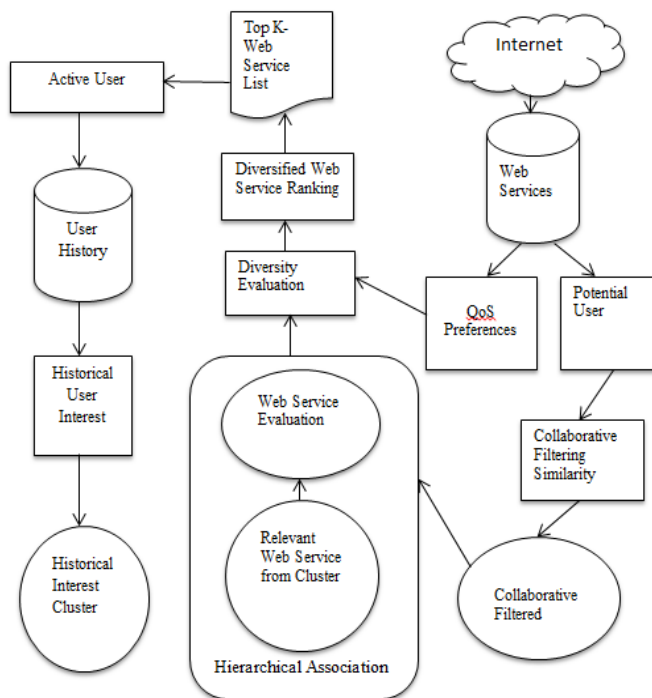 Top K-
Web
Service
List
Internet
Active User
Diversified Web
Service Ranking
Web
Services
User
History
Diversity
Evaluation
QoS
Preferences
Potential
User
Historical
User
Interest
Web Service
Evaluation
Collaborative
Filtering
Similarity
Relevant
Web Service
from Cluster
Historical
Interest
Cluster
Collaborative
Filtered
Hierarchical Association